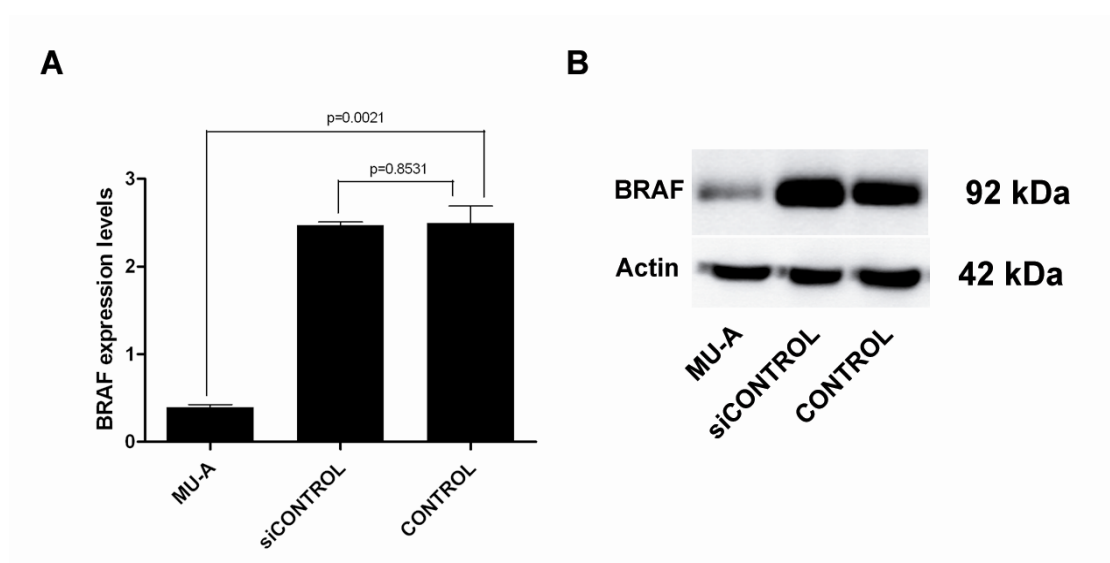 A
p=0.0021
p=0.8531
BRAF expression levels
3
2
1
0
MU-A
siCONTROL
CONTROL
B
BRAF
92 kDa
Actin
42 kDa
MU-A
siCONTROL
CONTROL